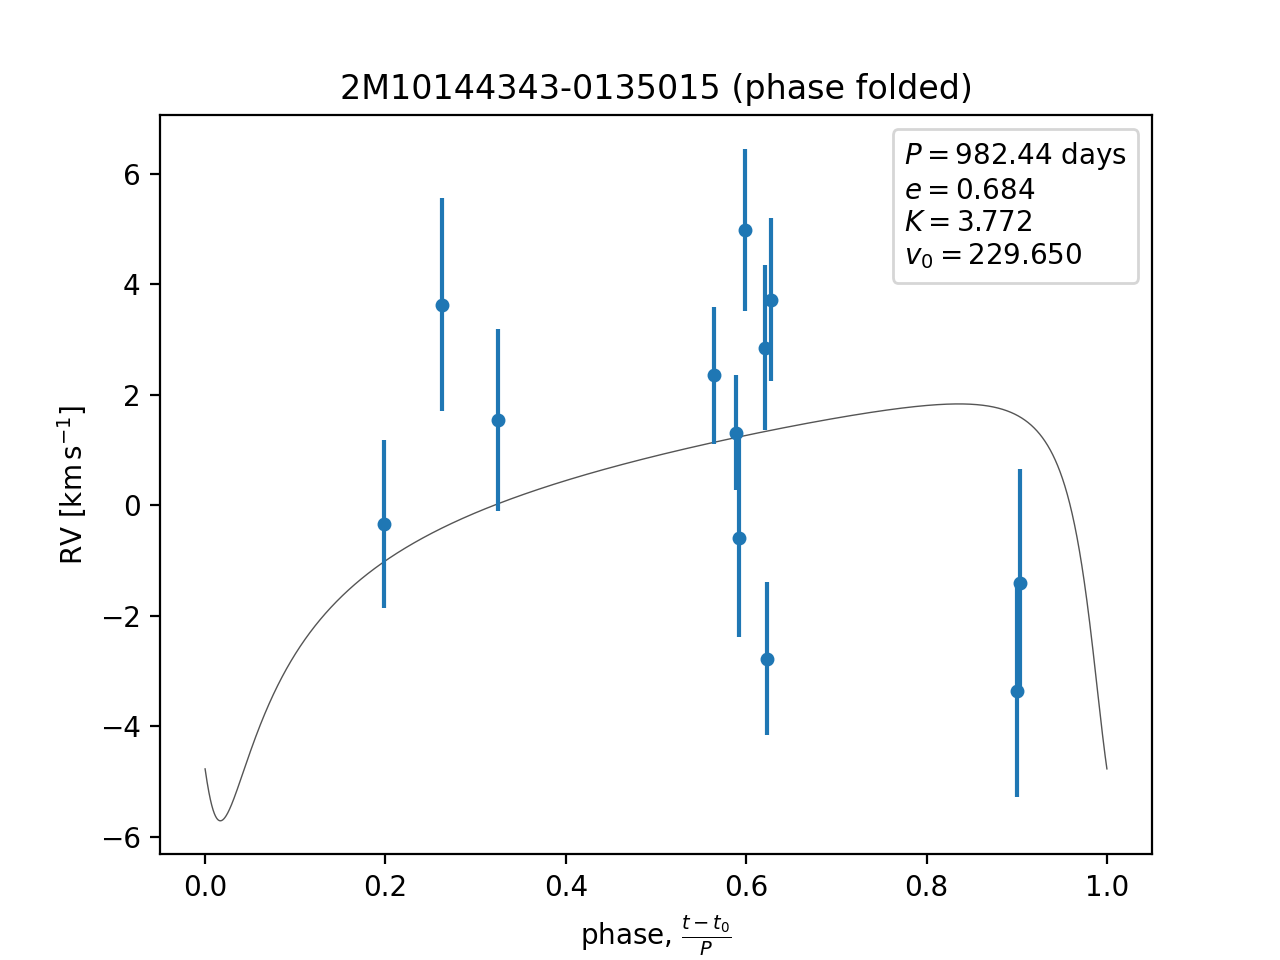 2M10144343-0135015 (phase folded)
P = 982.44 days
e = 0.684
K = 3.772
v₀ = 229.650
RV [km s⁻¹]
6
4
2
0
−2
−4
−6
0.0 0.2 0.4 0.6 0.8 1.0
phase, (t − t₀)/P